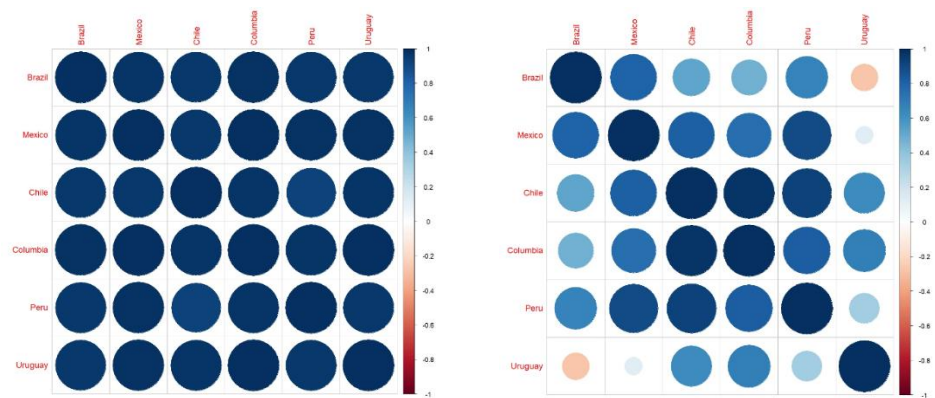 Brazil
Mexico
Chile
Columbia
Peru
Uruguay
Brazil
Mexico
Chile
Columbia
Peru
Uruguay
1
0.8
0.6
0.4
0.2
0
-0.2
-0.4
-0.6
-0.8
-1
Brazil
Mexico
Chile
Columbia
Peru
Uruguay
Brazil
Mexico
Chile
Columbia
Peru
Uruguay
1
0.8
0.6
0.4
0.2
0
-0.2
-0.4
-0.6
-0.8
-1